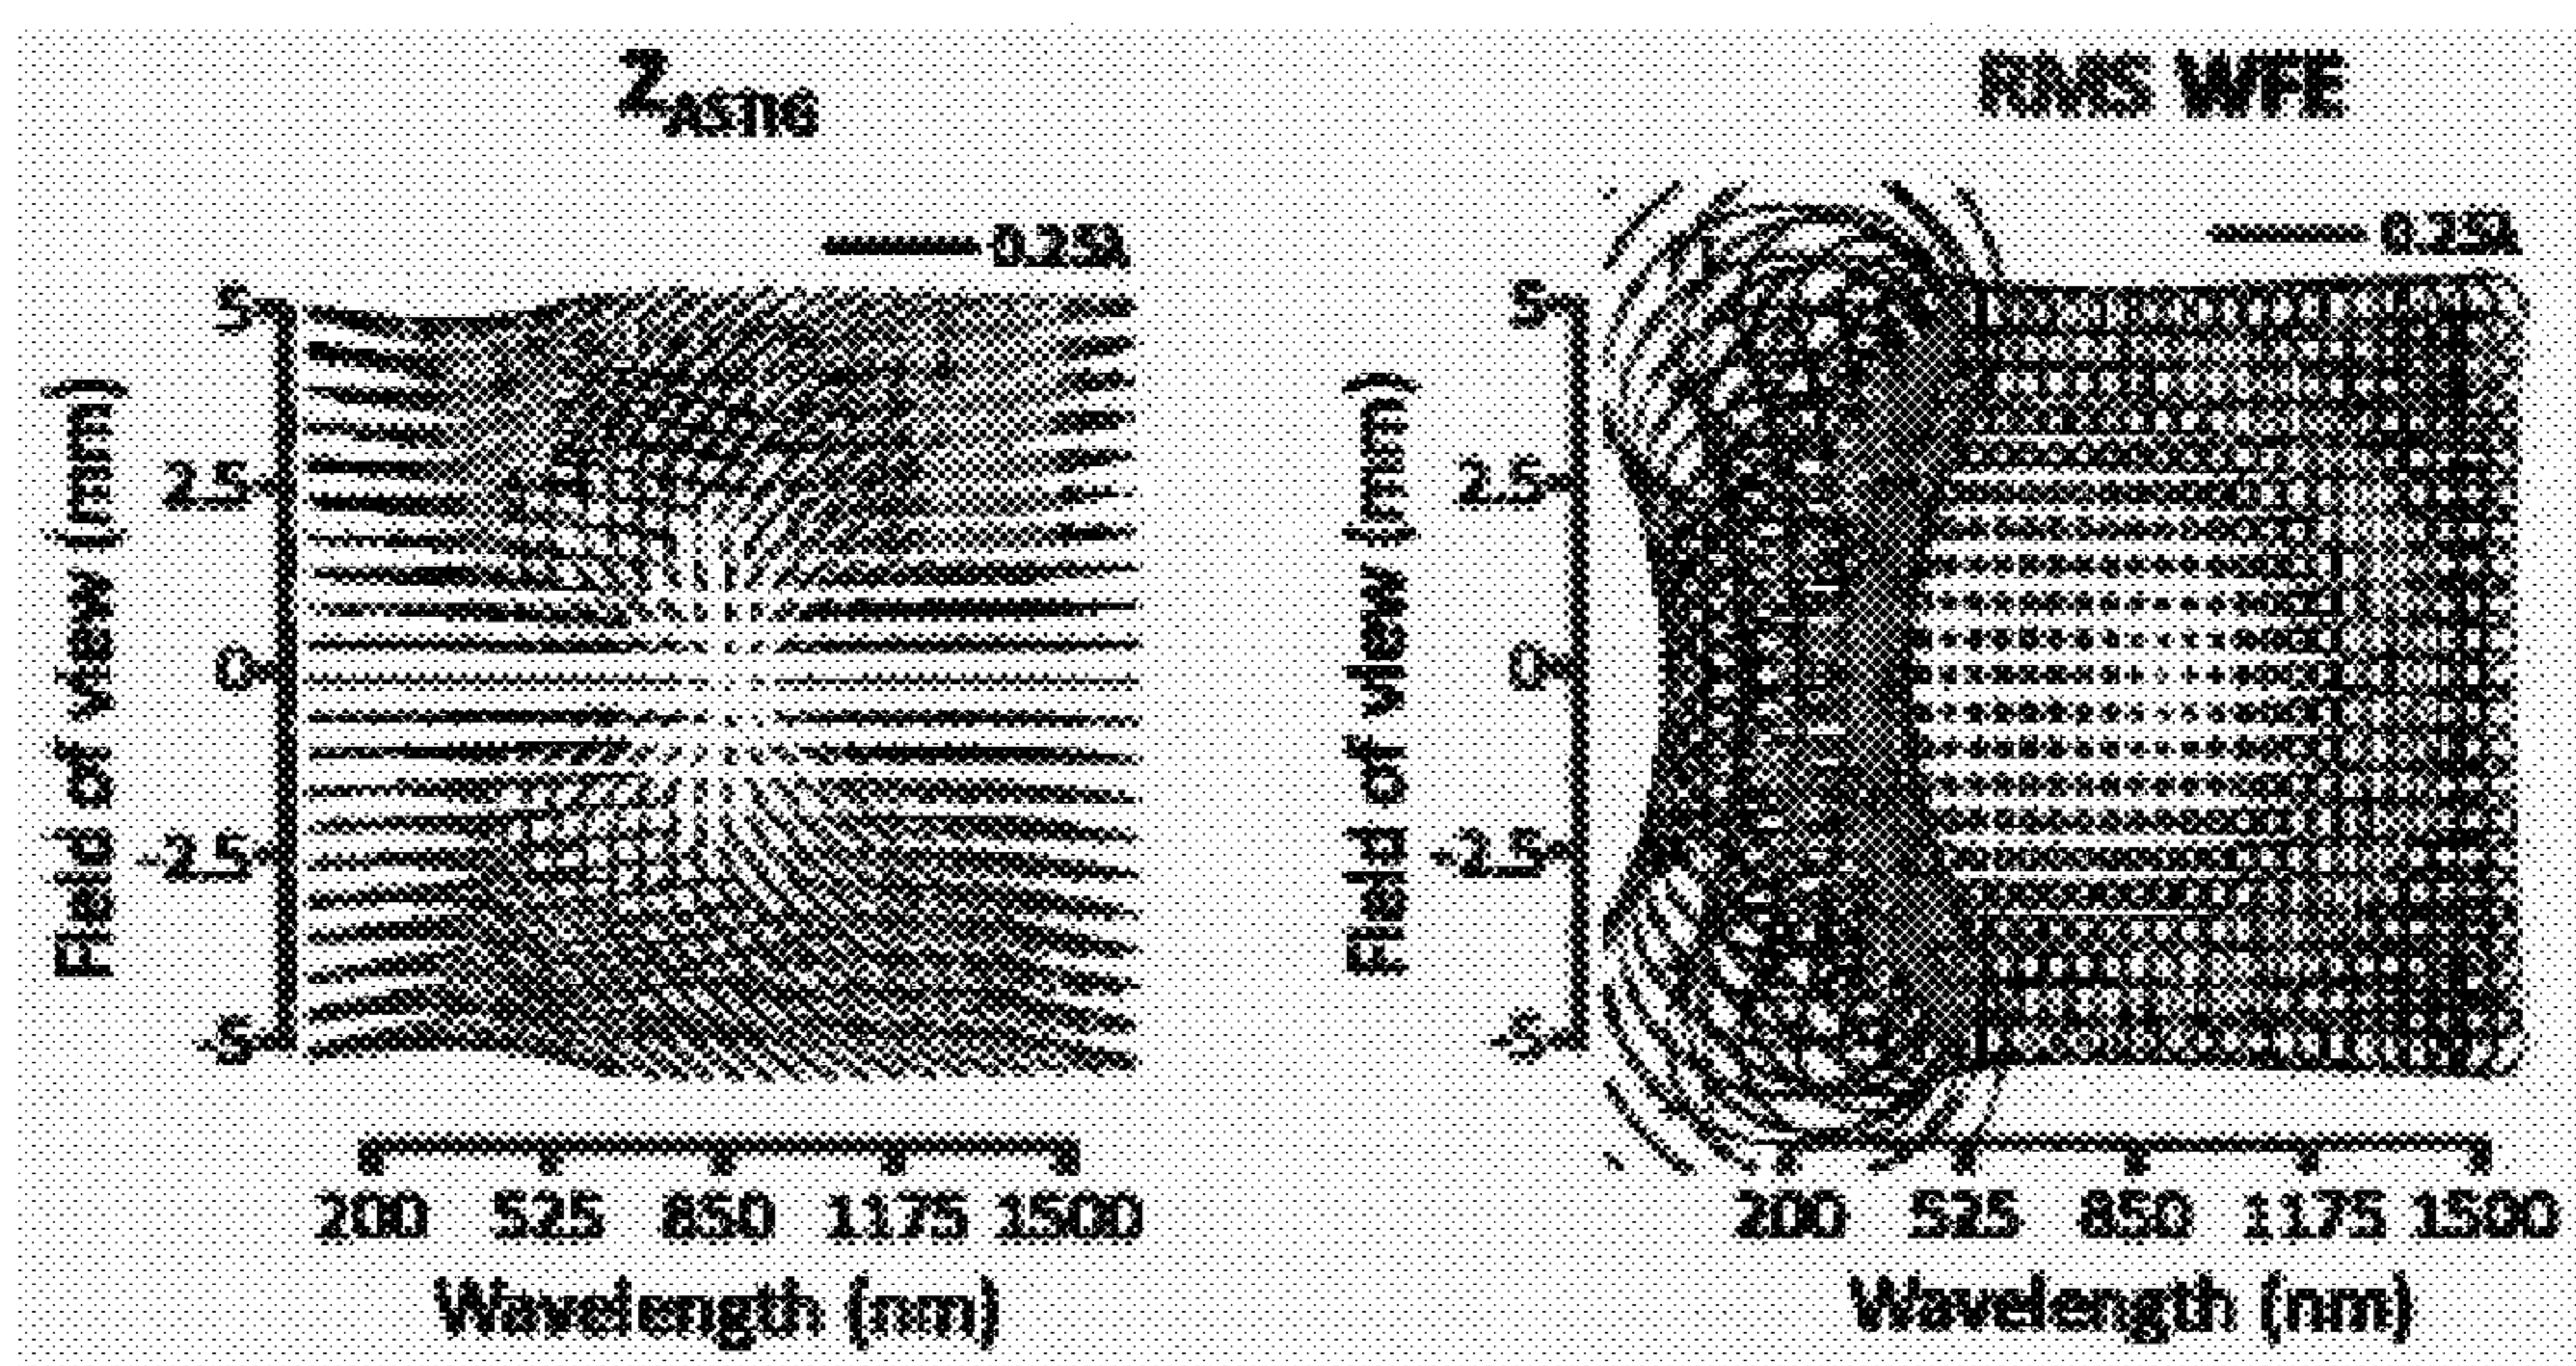 Z_ASTIG
0.25λ
5
2.5
0
-2.5
-5
Field of view (mm)
200 525 850 1175 1500
Wavelength (nm)
RMS WFE
0.25λ
5
2.5
0
-2.5
-5
Field of view (mm)
200 525 850 1175 1500
Wavelength (nm)